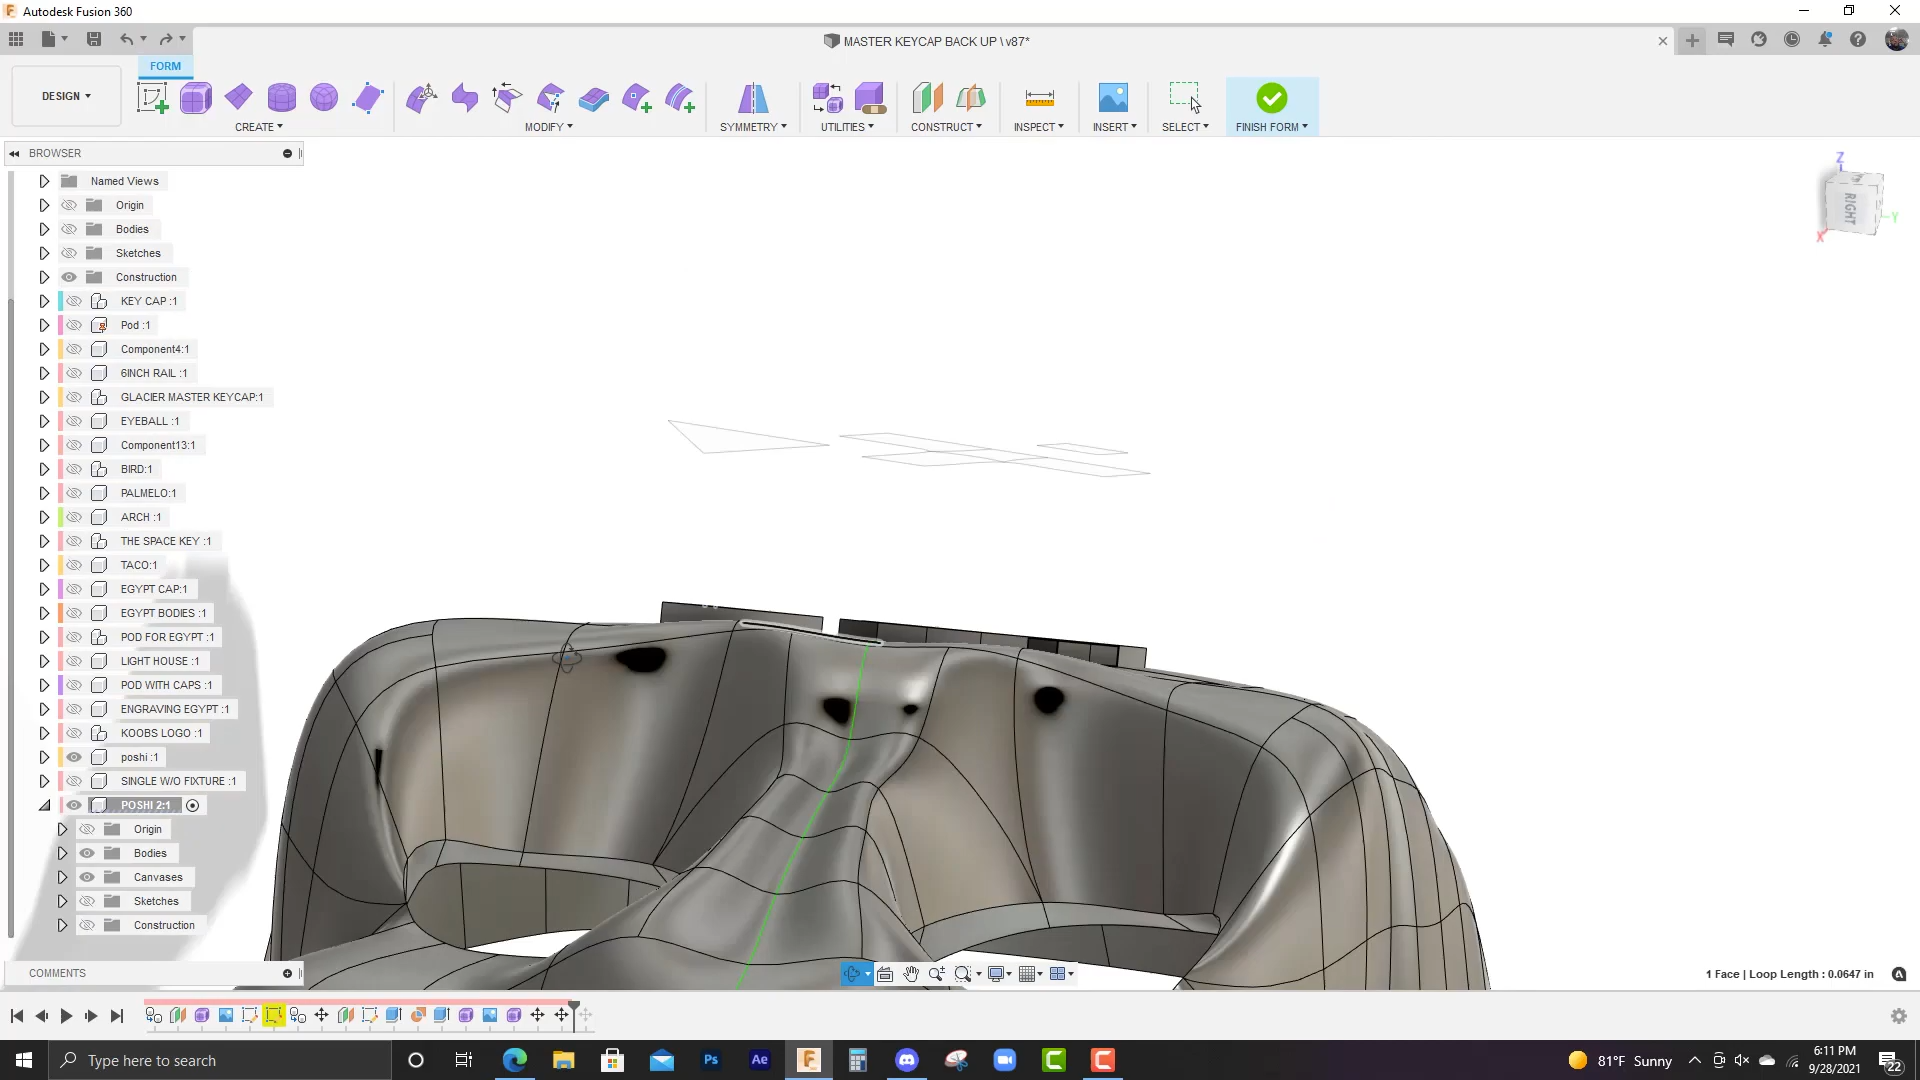 Autodesk Fusion 360
MASTER KEYCAP BACK UP \ v87*
FORM
DESIGN
CREATE
MODIFY
SYMMETRY
UTILITIES
CONSTRUCT
INSPECT
INSERT
SELECT
FINISH FORM
BROWSER
Named Views
Origin
Bodies
Sketches
Construction
KEY CAP :1
Pod :1
Component4:1
6INCH RAIL :1
GLACIER MASTER KEYCAP:1
EYEBALL :1
Component13:1
BIRD:1
PALMELO:1
ARCH :1
THE SPACE KEY :1
TACO:1
EGYPT CAP:1
EGYPT BODIES :1
POD FOR EGYPT :1
LIGHT HOUSE :1
POD WITH CAPS :1
ENGRAVING EGYPT :1
KOOBS LOGO :1
poshi :1
SINGLE W/O FIXTURE :1
POSHI 2:1
Origin
Bodies
Canvases
Sketches
Construction
Z
RIGHT
Y
X
COMMENTS
1 Face | Loop Length : 0.0647 in
Type here to search
Ps
Ae
F
C
C
81°F Sunny
6:11 PM
9/28/2021
22